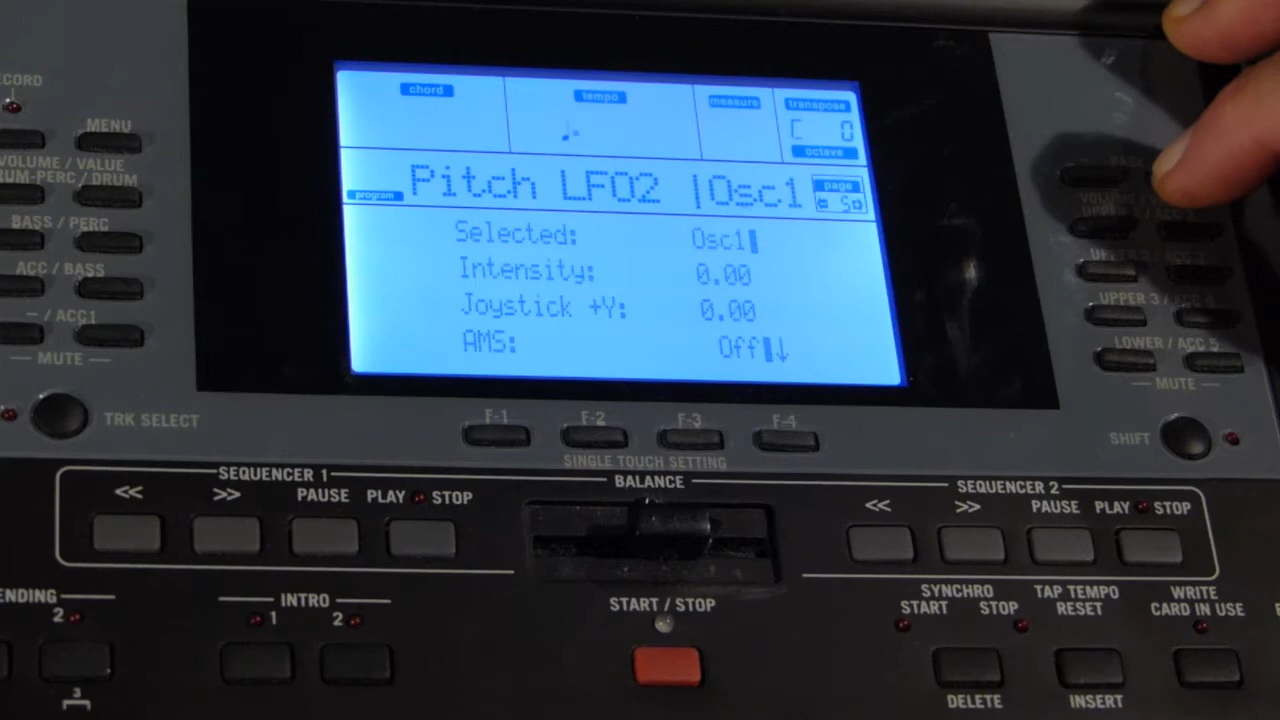 ECORD
MENU
VOLUME / VALUE
RUM-PERC / DRUM
BASS / PERC
ACC / BASS
— / ACC1
— MUTE —
TRK SELECT
chord
tempo
measure
transpose
C 0
octave
program
Pitch LFO2 |Osc1
page
5
Selected: Osc1
Intensity: 0.00
Joystick +Y: 0.00
AMS: Off↓
UPPER 3 / ACC 4
LOWER / ACC 5
— MUTE —
SHIFT
F-1 F-2 F-3 F-4
SINGLE TOUCH SETTING
SEQUENCER 1
<< >> PAUSE PLAY STOP
BALANCE
SEQUENCER 2
<< >> PAUSE PLAY STOP
ENDING
2
3
INTRO
1 2
START / STOP
SYNCHRO
START STOP
TAP TEMPO
RESET
WRITE
CARD IN USE
DELETE
INSERT